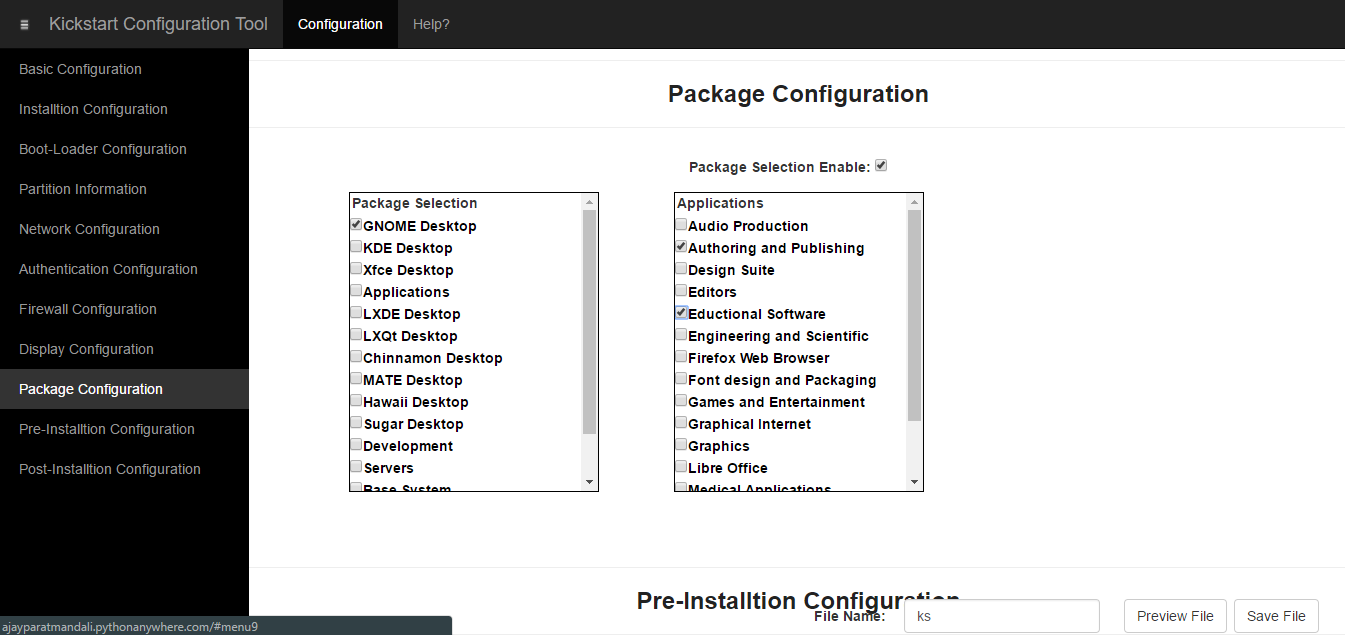 Kickstart Configuration Tool
Configuration
Help?
Basic Configuration
Installtion Configuration
Boot-Loader Configuration
Partition Information
Network Configuration
Authentication Configuration
Firewall Configuration
Display Configuration
Package Configuration
Pre-Installtion Configuration
Post-Installtion Configuration
Package Configuration
Package Selection Enable:
Package Selection
GNOME Desktop
KDE Desktop
Xfce Desktop
Applications
LXDE Desktop
LXQt Desktop
Chinnamon Desktop
MATE Desktop
Hawaii Desktop
Sugar Desktop
Development
Servers
Base System
Applications
Audio Production
Authoring and Publishing
Design Suite
Editors
Eductional Software
Engineering and Scientific
Firefox Web Browser
Font design and Packaging
Games and Entertainment
Graphical Internet
Graphics
Libre Office
Medical Applications
Pre-Installtion Configuration
File Name:
ks
Preview File
Save File
ajayparatmandali.pythonanywhere.com/#menu9